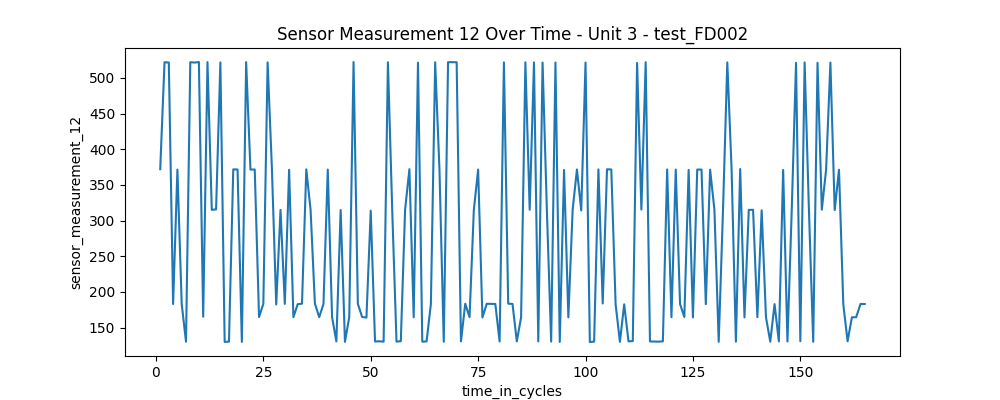 Sensor Measurement 12 Over Time - Unit 3 - test_FD002
500
450
400
350
300
250
200
150
sensor_measurement_12
0 25 50 75 100 125 150
time_in_cycles